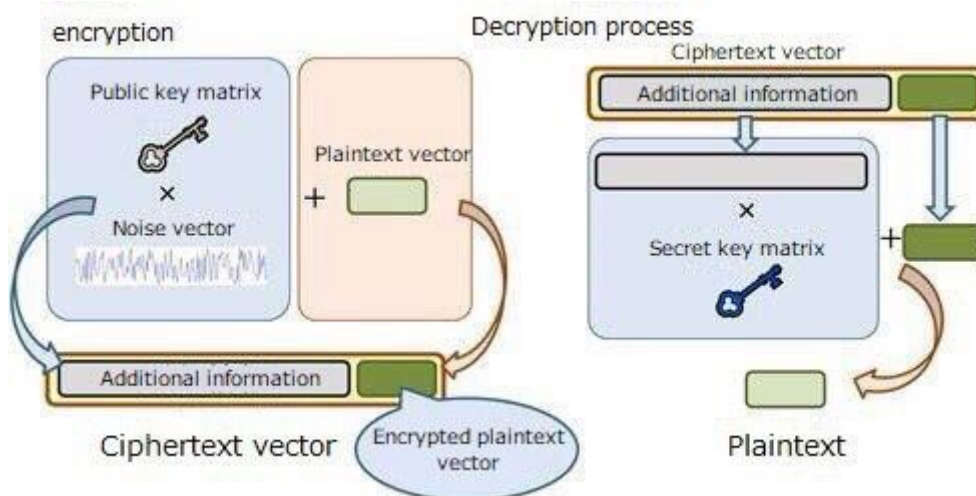 encryption
Public key matrix
×
Noise vector
+
Plaintext vector
Additional information
Ciphertext vector
Encrypted plaintext
vector
Decryption process
Ciphertext vector
Additional information
×
Secret key matrix
+
Plaintext